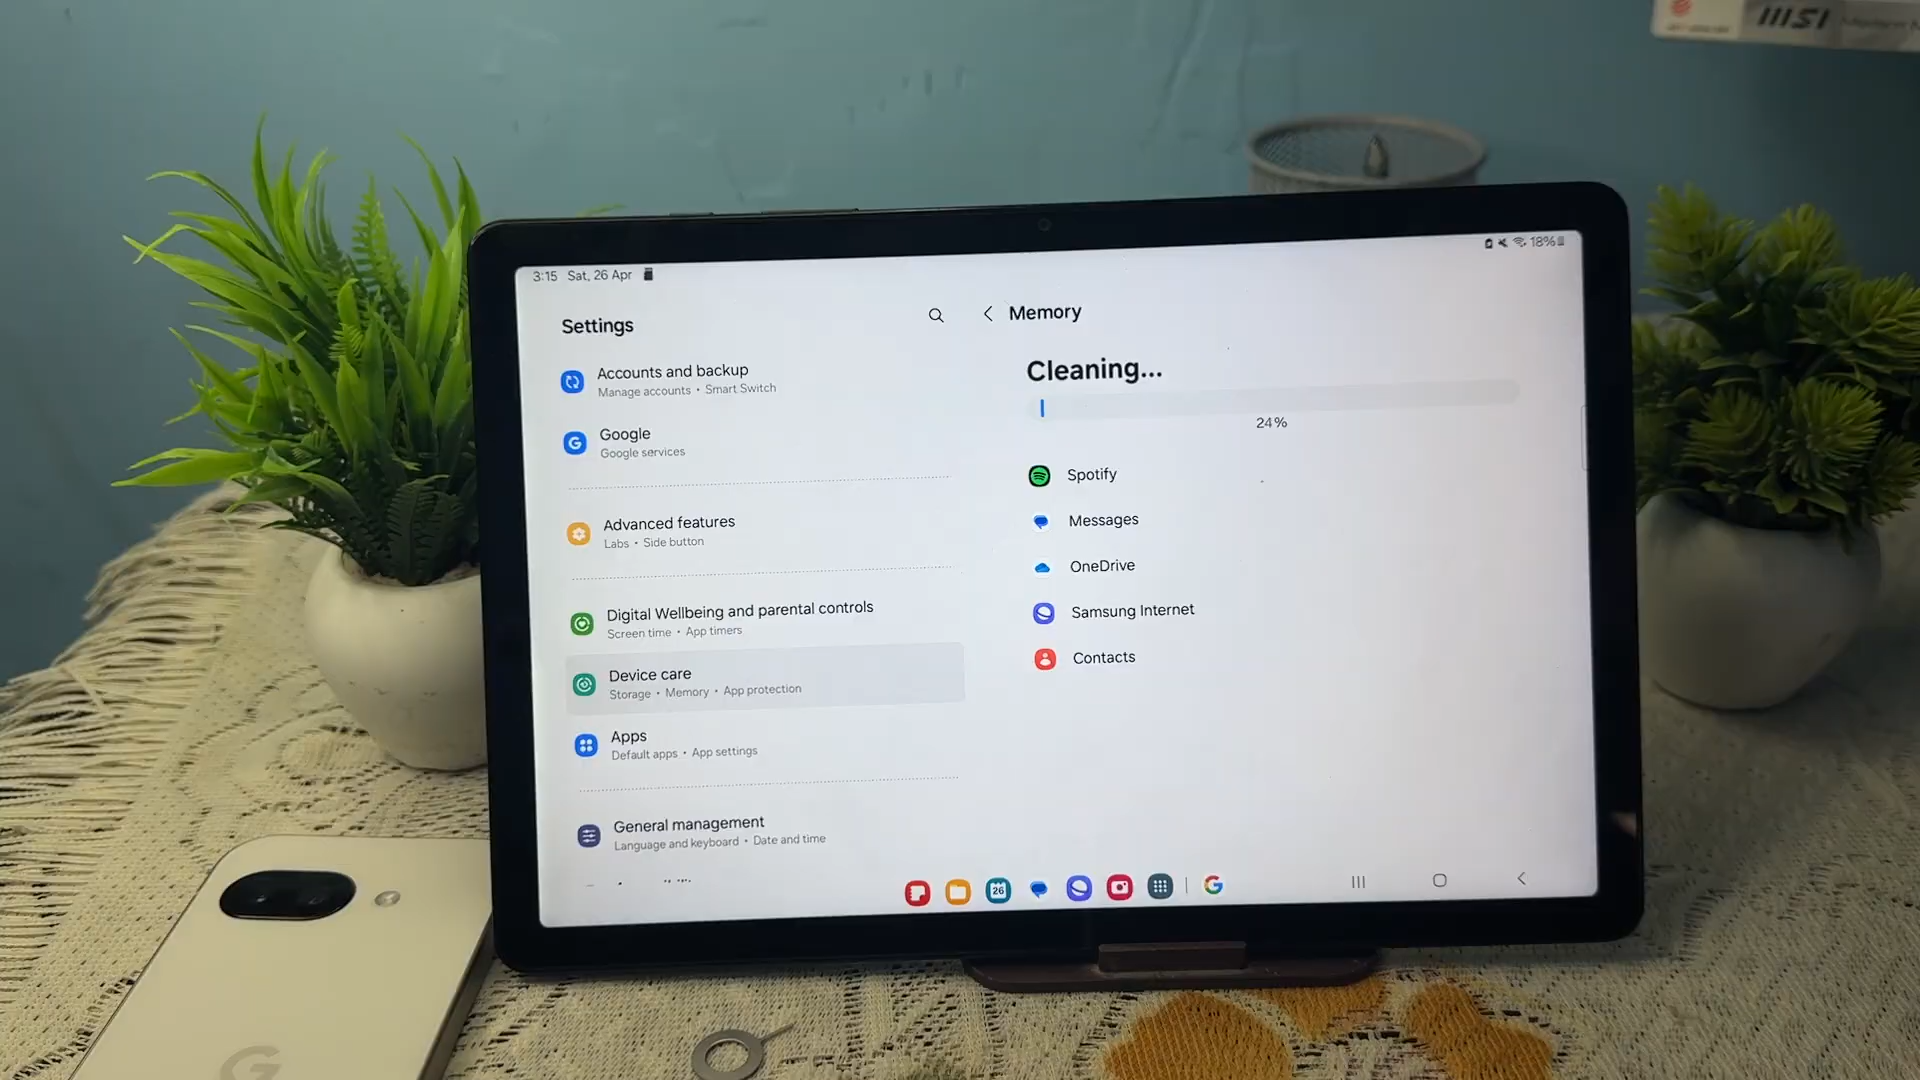 msi
3:15 Sat, 26 Apr
18%
Settings
Accounts and backup
Manage accounts • Smart Switch
Google
Google services
Advanced features
Labs • Side button
Digital Wellbeing and parental controls
Screen time • App timers
Device care
Storage • Memory • App protection
Apps
Default apps • App settings
General management
Language and keyboard • Date and time
Memory
Cleaning...
24%
Spotify
Messages
OneDrive
Samsung Internet
Contacts
26